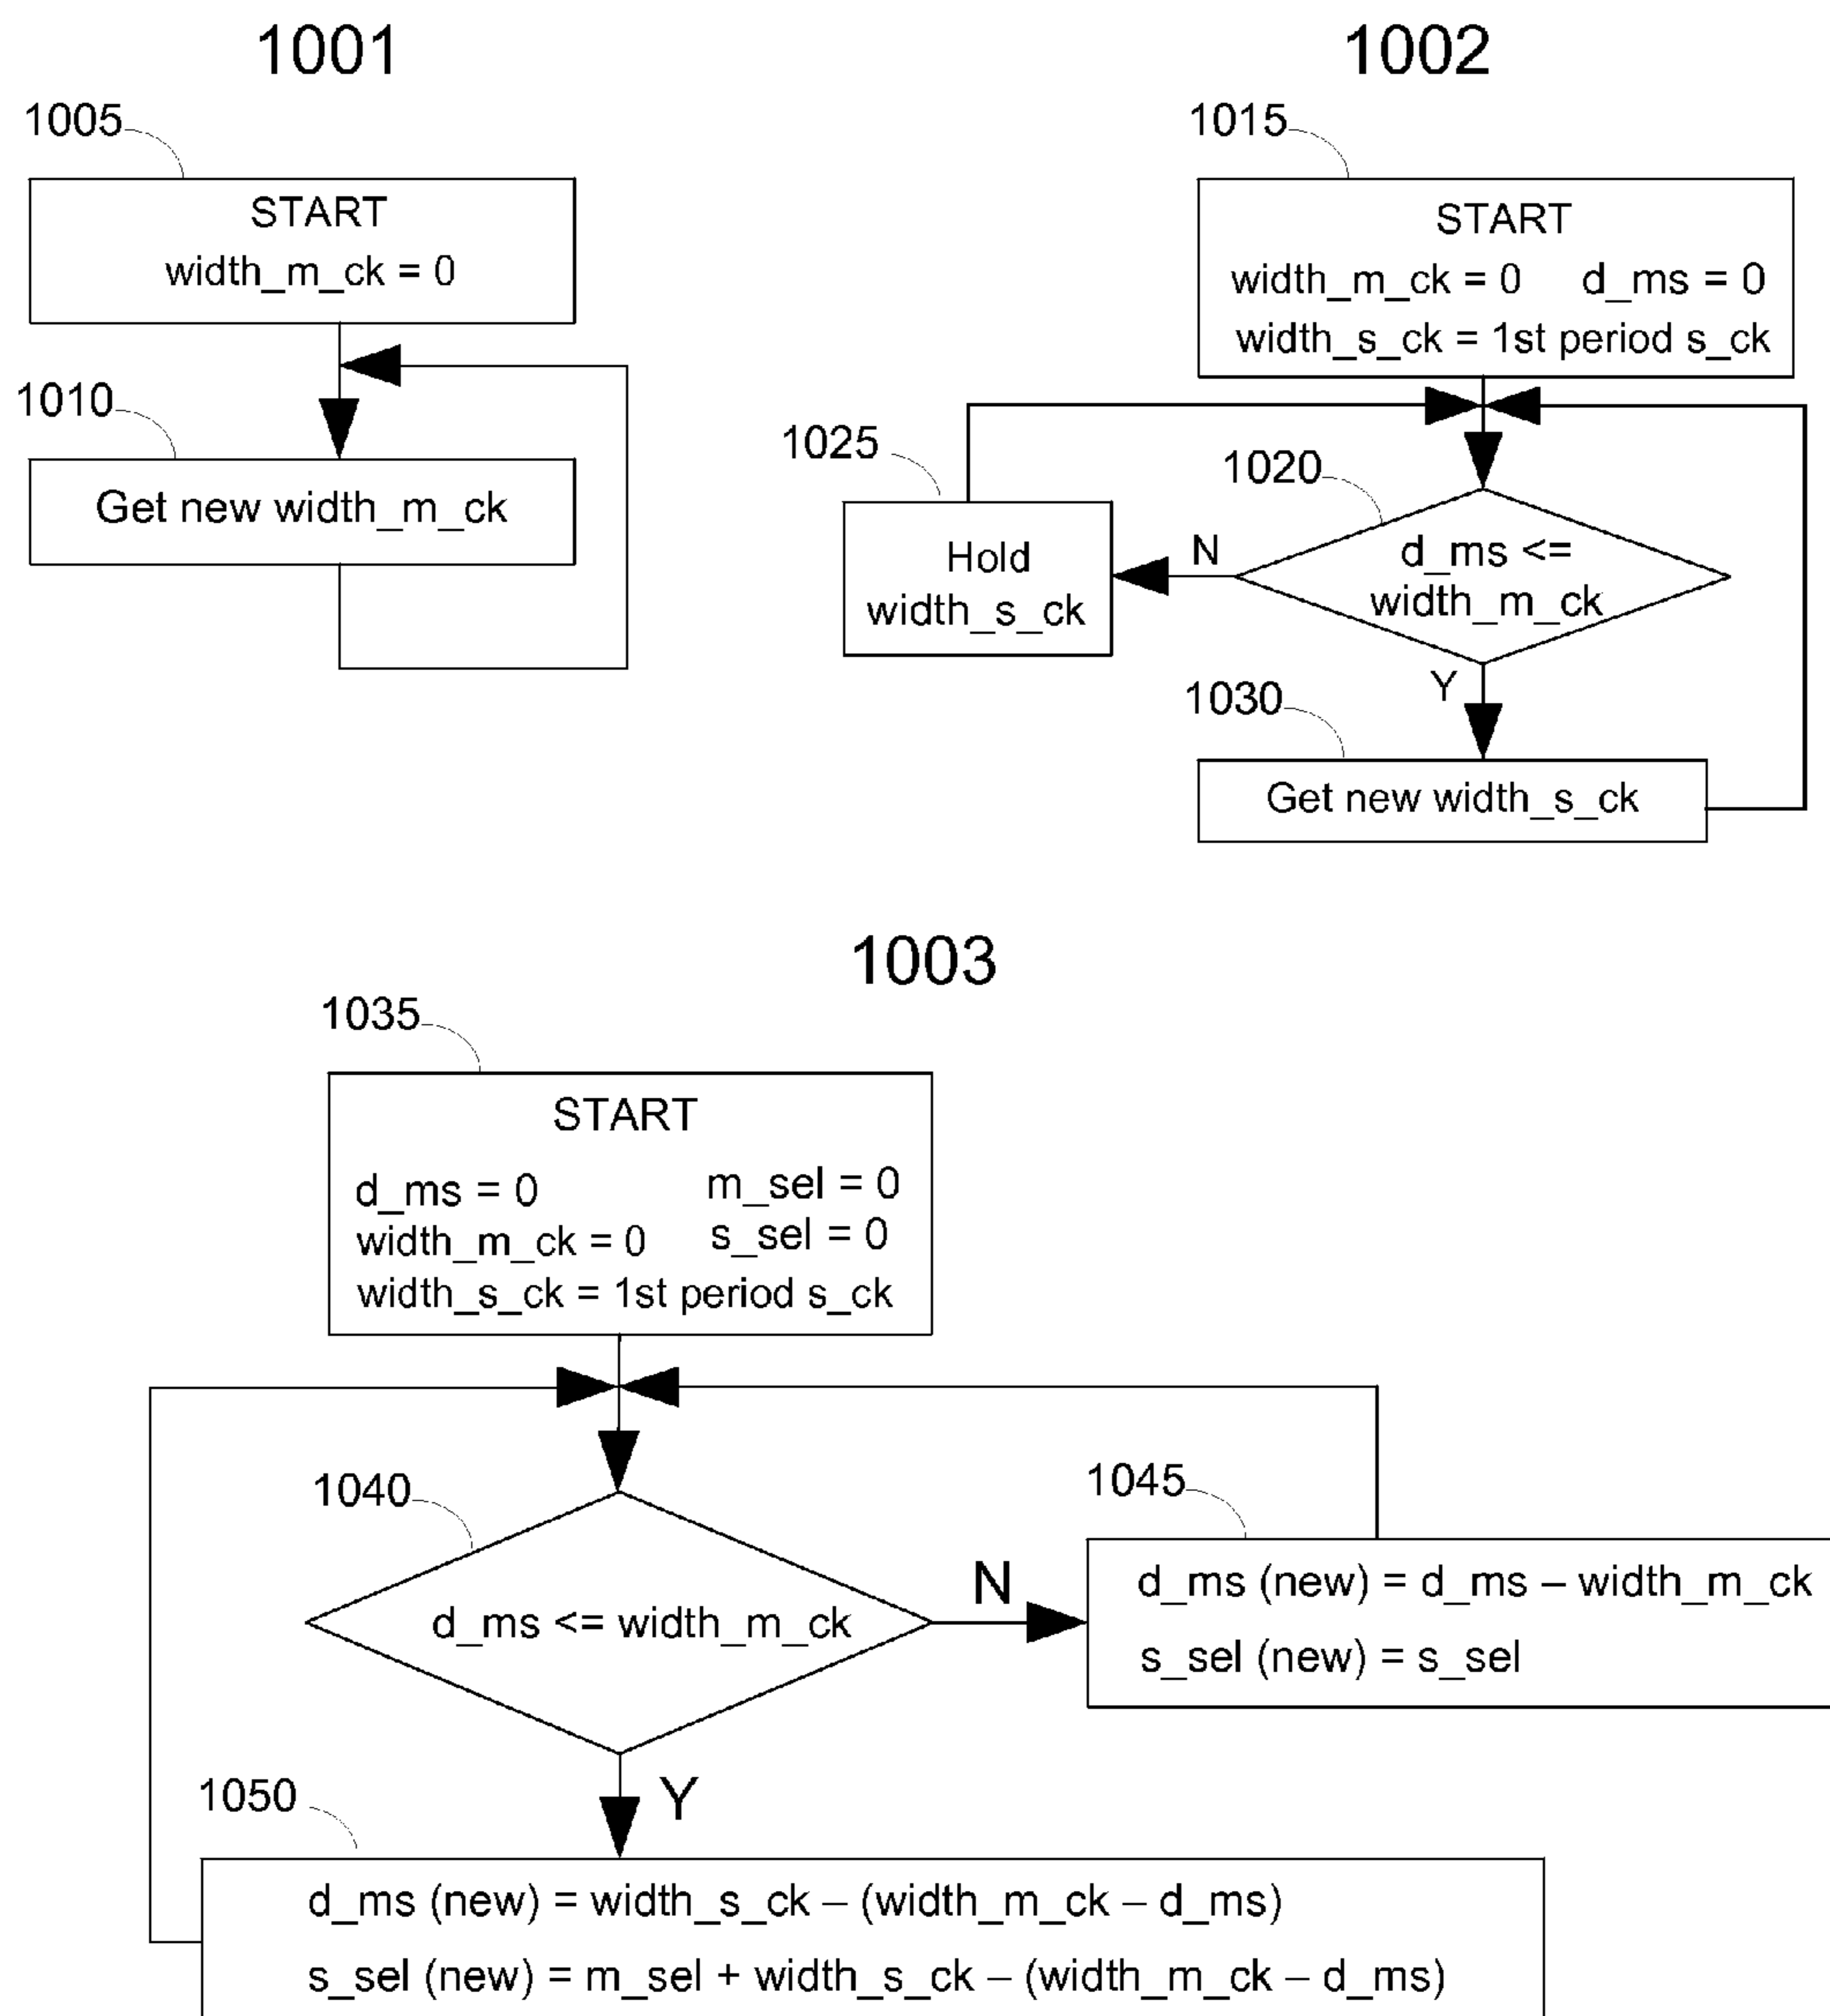 1001
1005
START
width_m_ck = 0
1010
Get new width_m_ck
1002
1015
START
width_m_ck = 0 d_ms = 0
width_s_ck = 1st period s_ck
1025
Hold
width_s_ck
1020
N
d_ms <=
width_m_ck
Y
1030
Get new width_s_ck
1003
1035
START
d_ms = 0 m_sel = 0
width_m_ck = 0 s_sel = 0
width_s_ck = 1st period s_ck
1040
d_ms <= width_m_ck
N
1045
d_ms (new) = d_ms – width_m_ck
s_sel (new) = s_sel
Y
1050
d_ms (new) = width_s_ck – (width_m_ck – d_ms)
s_sel (new) = m_sel + width_s_ck – (width_m_ck – d_ms)